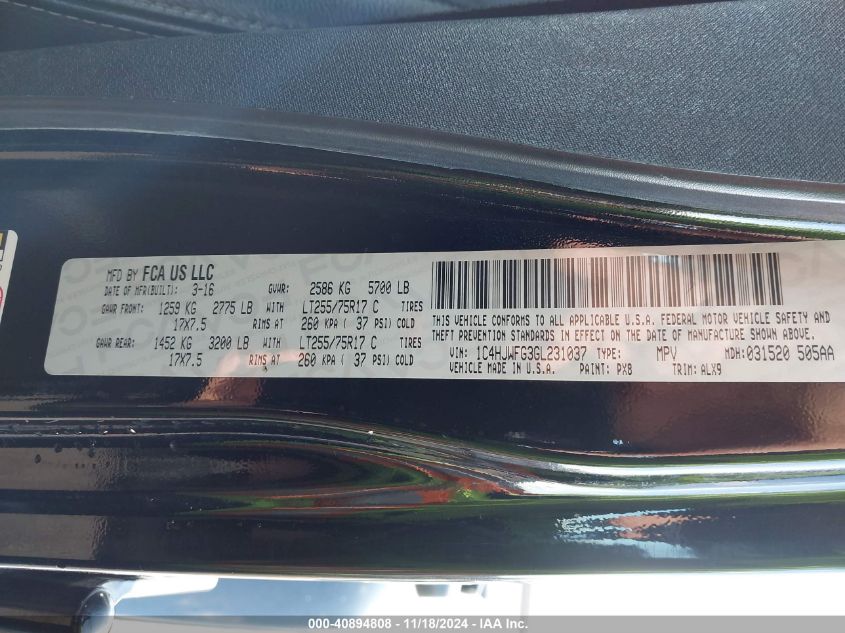 MFD BY FCA US LLC
DATE OF MFR(BUILT): 3-16 GVWR: 2586 KG 5700 LB
GAWR FRONT: 1259 KG 2775 LB WITH LT255/75R17 C TIRES
17X7.5 RIMS AT 260 KPA ( 37 PSI) COLD
GAWR REAR: 1452 KG 3200 LB WITH LT255/75R17 C TIRES
17X7.5 RIMS AT 260 KPA ( 37 PSI) COLD
THIS VEHICLE CONFORMS TO ALL APPLICABLE U.S.A. FEDERAL MOTOR VEHICLE SAFETY AND
THEFT PREVENTION STANDARDS IN EFFECT ON THE DATE OF MANUFACTURE SHOWN ABOVE.
VIN: 1C4HJWFG3GL231037 TYPE: MPV MDH: 031520 505AA
VEHICLE MADE IN U.S.A. PAINT: PX8 TRIM: ALX9
000-40894808 - 11/18/2024 - IAA Inc.